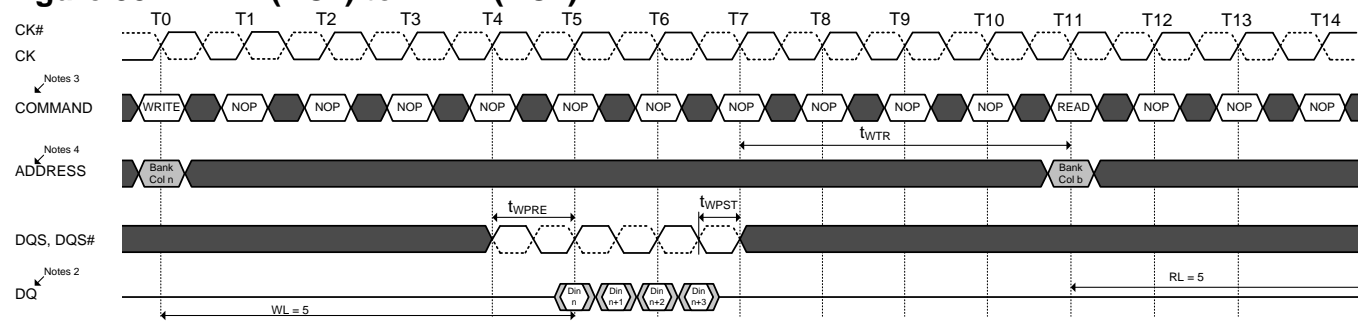 T0 T1 T2 T3 T4 T5 T6 T7 T8 T9 T10 T11 T12 T13 T14
CK#
CK
Notes 3
COMMAND WRITE NOP NOP NOP NOP NOP NOP NOP NOP NOP NOP READ NOP NOP NOP
tWTR
Notes 4
ADDRESS Bank Col n Bank Col b
tWPRE tWPST
DQS, DQS#
Notes 2
DQ Din n Din n+1 Din n+2 Din n+3
RL = 5
WL = 5